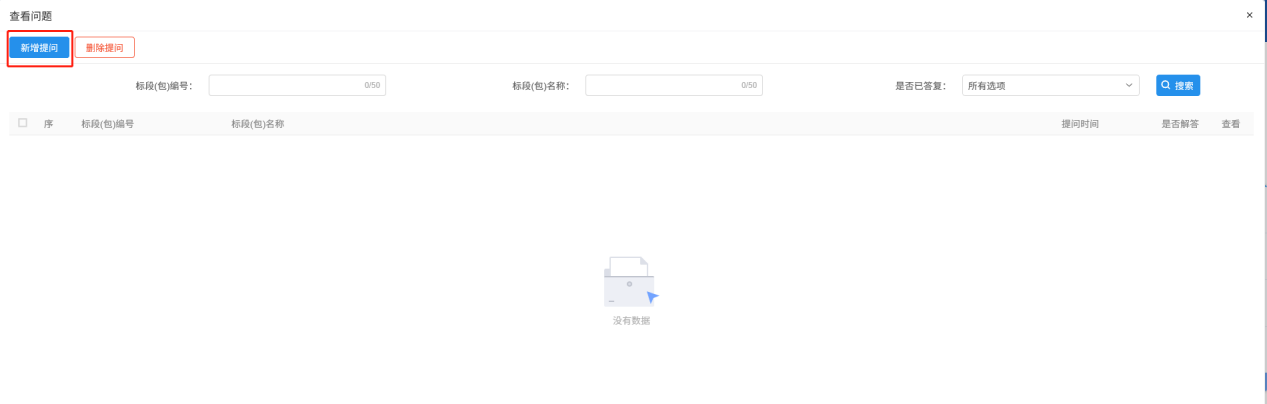 查看问题 ×
新增提问 删除提问
标段(包)编号： 0/50 标段(包)名称： 0/50 是否已答复： 所有选项 搜索
序 标段(包)编号 标段(包)名称 提问时间 是否解答 查看
没有数据